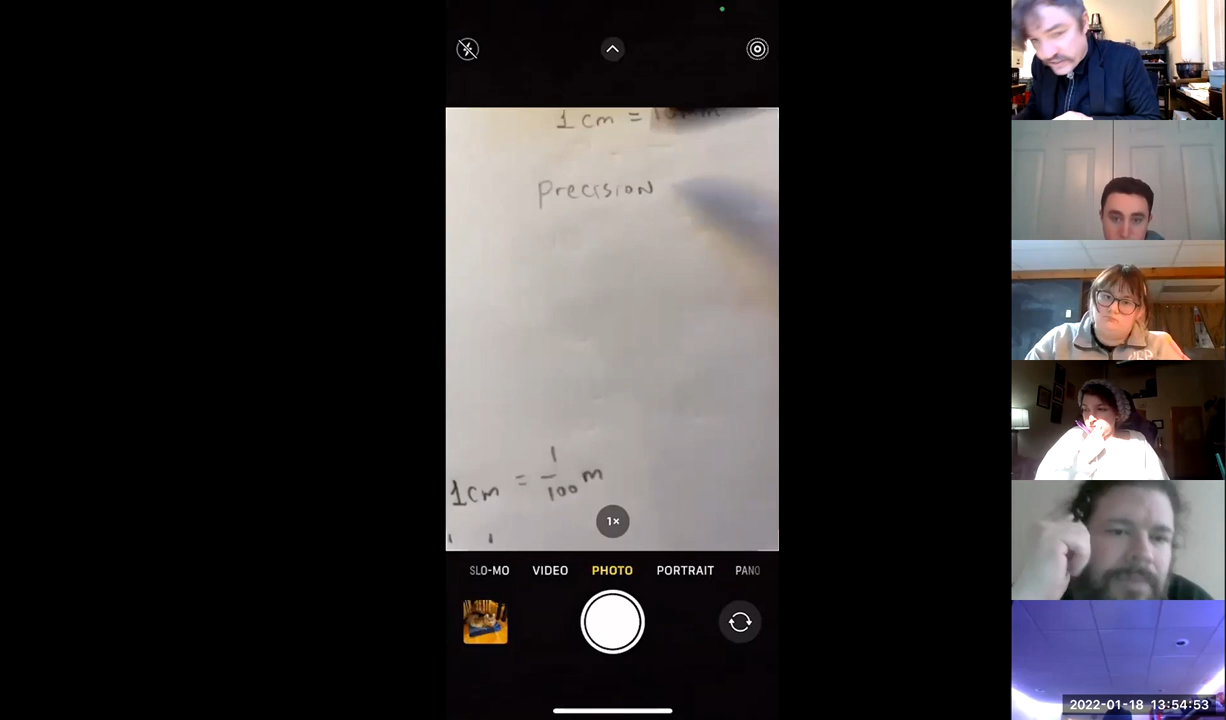 1 cm = 10mm
Precision
1cm = 1/100 m
1×
SLO-MO VIDEO PHOTO PORTRAIT PANO
2022-01-18 13:54:53